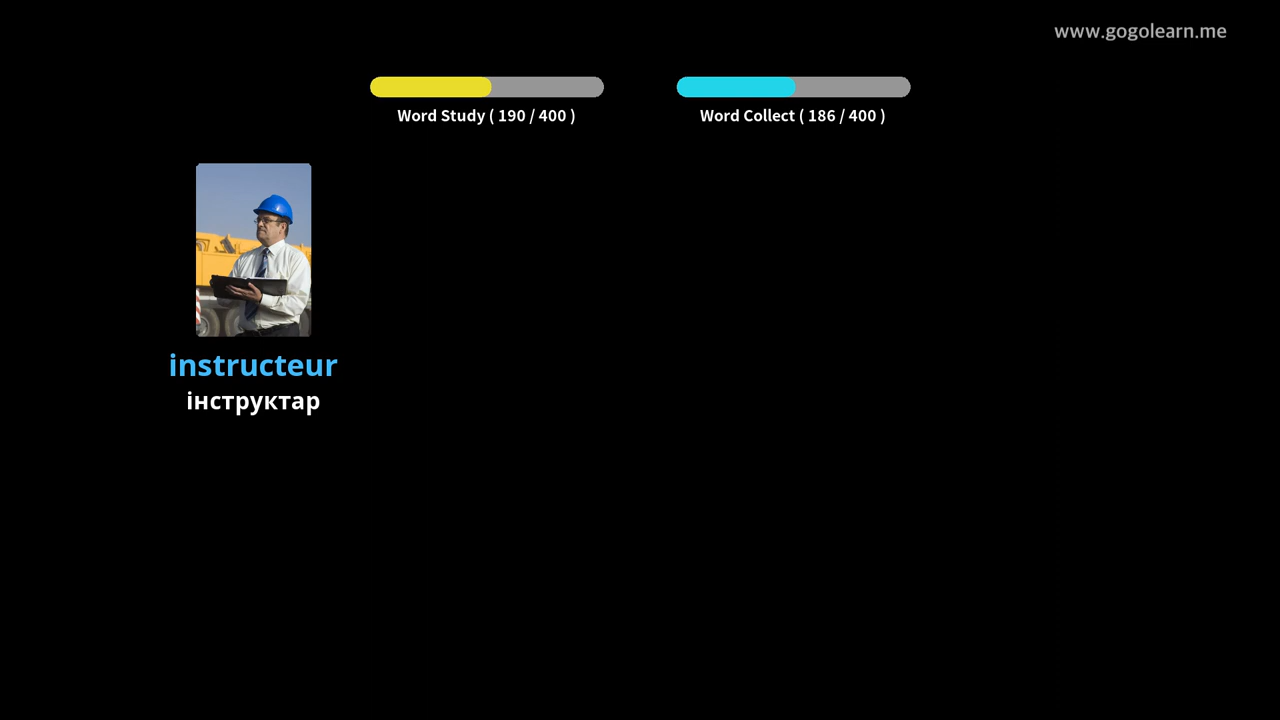 www.gogolearn.me
Word Study ( 190 / 400 )
Word Collect ( 186 / 400 )
instructeur
інструктар